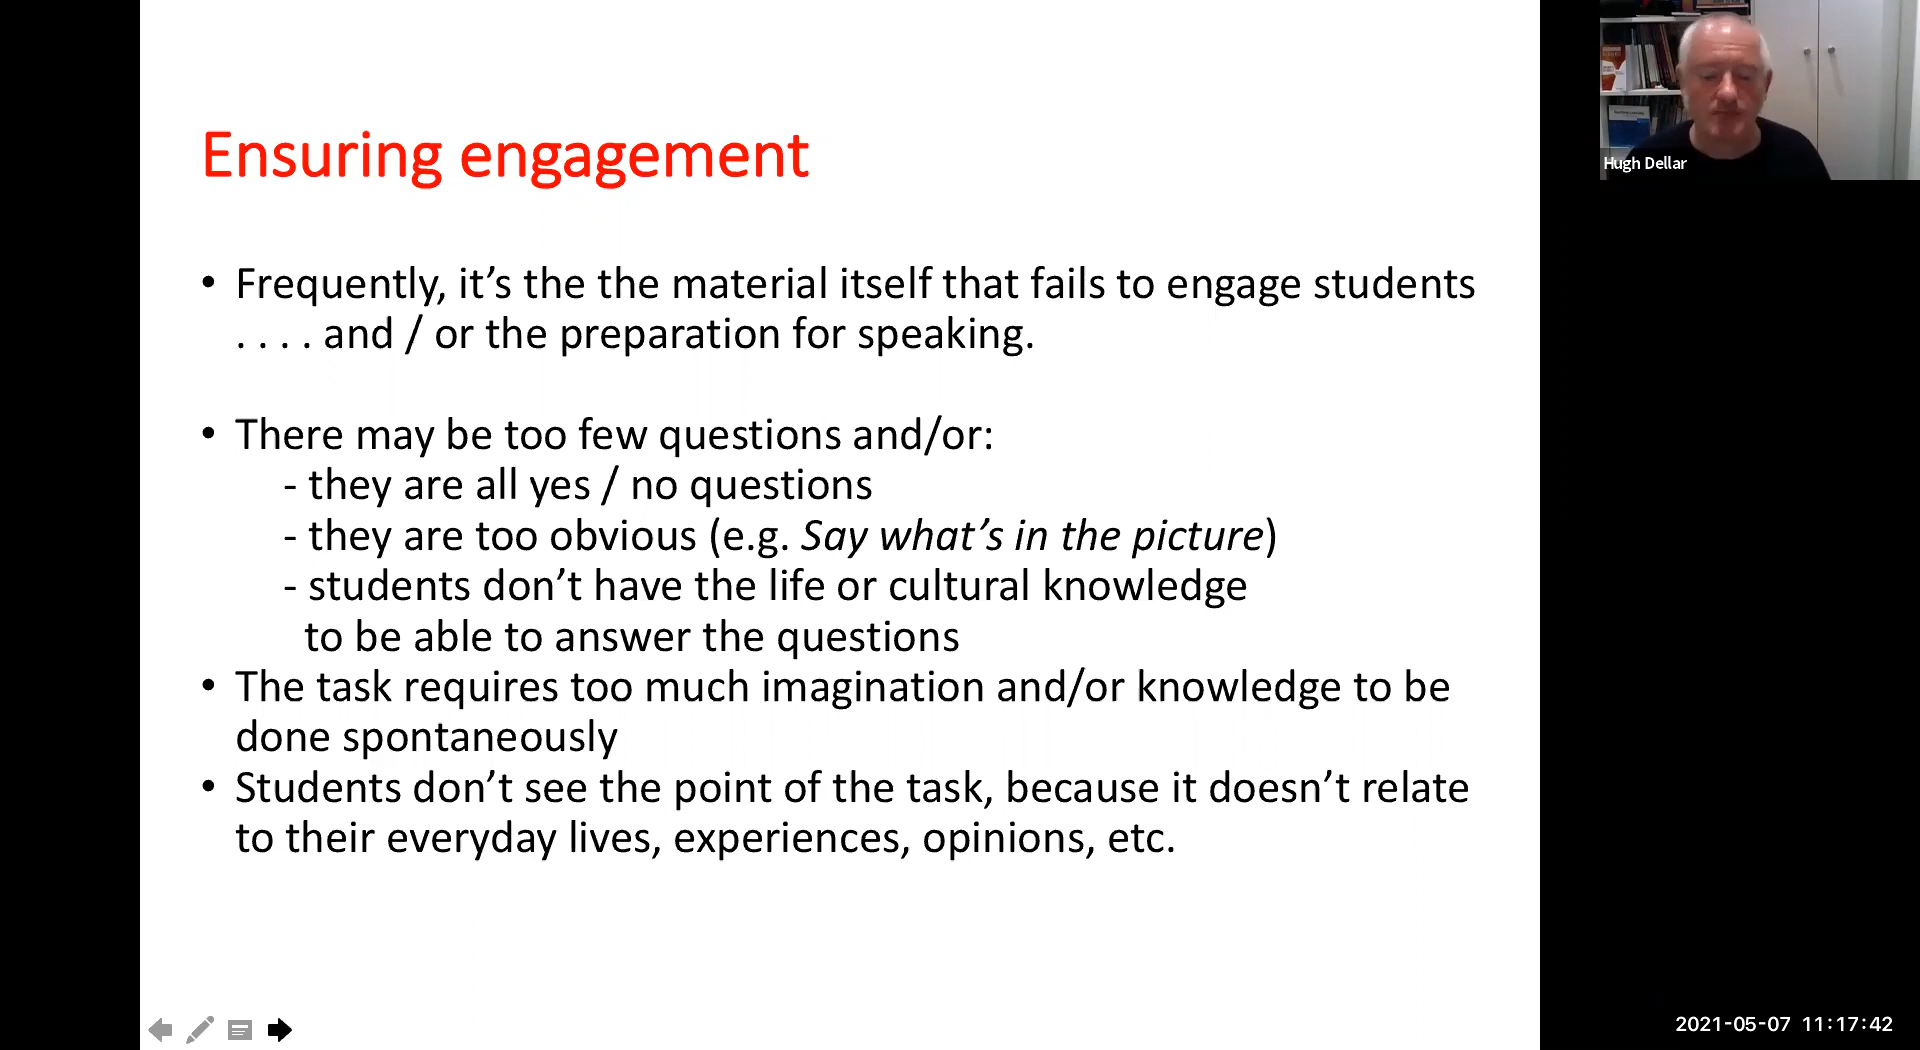 Ensuring engagement
• Frequently, it’s the the material itself that fails to engage students
. . . . and / or the preparation for speaking.
• There may be too few questions and/or:
- they are all yes / no questions
- they are too obvious (e.g. Say what’s in the picture)
- students don’t have the life or cultural knowledge
to be able to answer the questions
• The task requires too much imagination and/or knowledge to be
done spontaneously
• Students don’t see the point of the task, because it doesn’t relate
to their everyday lives, experiences, opinions, etc.
Hugh Dellar
2021-05-07 11:17:42